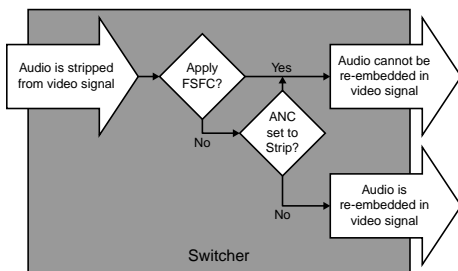 Audio is stripped
from video signal
Apply
FSFC?
Yes
Audio cannot be
re-embedded in
video signal
No
ANC
set to
Strip?
No
Audio is
re-embedded in
video signal
Switcher